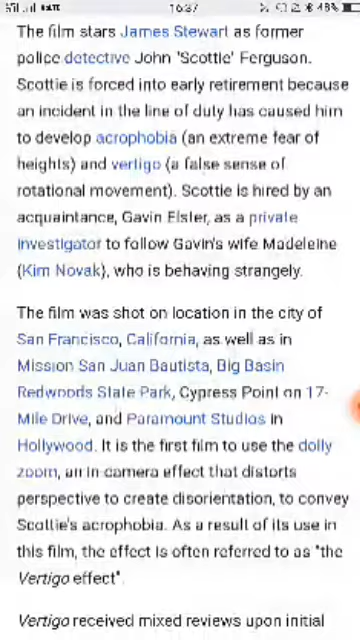 16:37
48%
The film stars James Stewart as former
police detective John 'Scottie' Ferguson.
Scottie is forced into early retirement because
an incident in the line of duty has caused him
to develop acrophobia (an extreme fear of
heights) and vertigo (a false sense of
rotational movement). Scottie is hired by an
acquaintance, Gavin Elster, as a private
investigator to follow Gavin's wife Madeleine
(Kim Novak), who is behaving strangely.
The film was shot on location in the city of
San Francisco, California, as well as in
Mission San Juan Bautista, Big Basin
Redwoods State Park, Cypress Point on 17-
Mile Drive, and Paramount Studios in
Hollywood. It is the first film to use the dolly
zoom, an in-camera effect that distorts
perspective to create disorientation, to convey
Scottie's acrophobia. As a result of its use in
this film, the effect is often referred to as "the
Vertigo effect".
Vertigo received mixed reviews upon initial